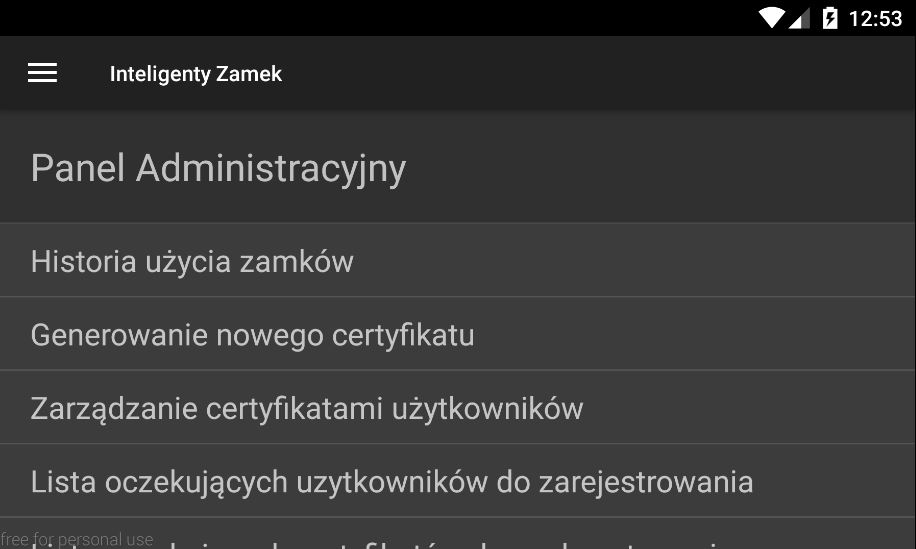 12:53
Inteligenty Zamek
Panel Administracyjny
Historia użycia zamków
Generowanie nowego certyfikatu
Zarządzanie certyfikatami użytkowników
Lista oczekujących uzytkowników do zarejestrowania
free for personal use